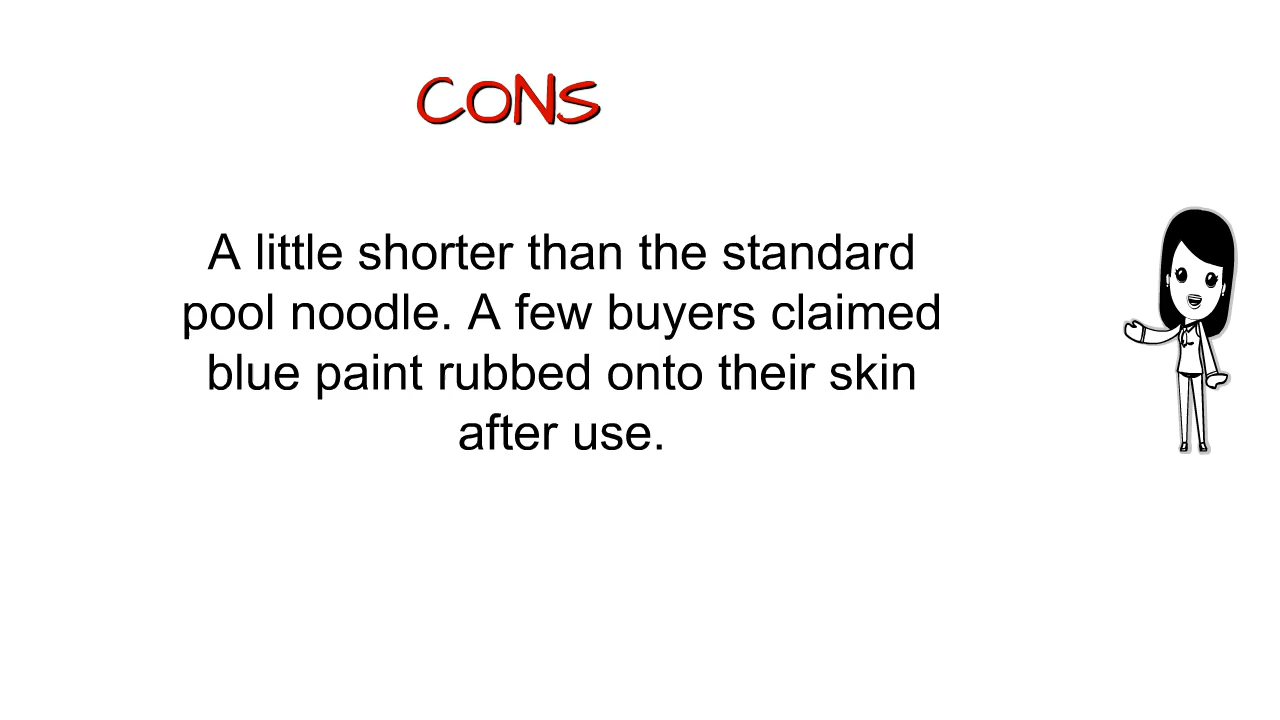 CONS
A little shorter than the standard
pool noodle. A few buyers claimed
blue paint rubbed onto their skin
after use.